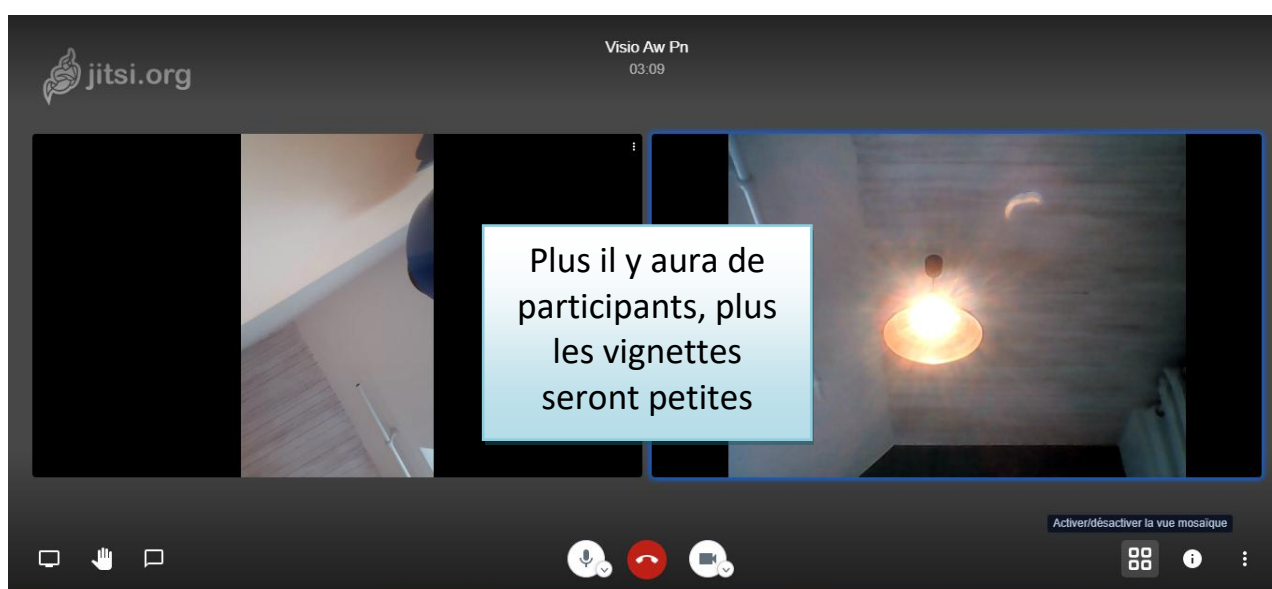 jitsi.org
Visio Aw Pn
03:09
Plus il y aura de
participants, plus
les vignettes
seront petites
Activer/désactiver la vue mosaïque